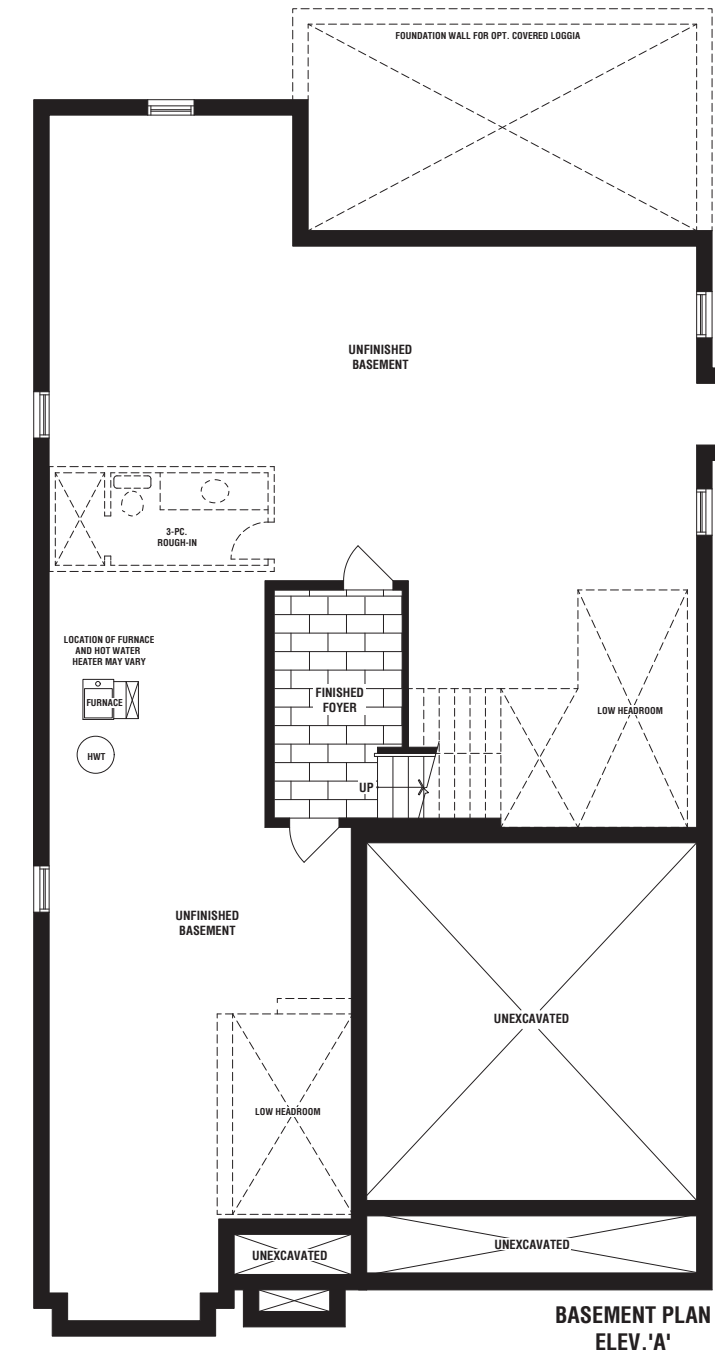 FOUNDATION WALL FOR OPT. COVERED LOGGIA
UNFINISHED
BASEMENT
3-PC.
ROUGH-IN
LOCATION OF FURNACE
AND HOT WATER
HEATER MAY VARY
FURNACE
HWT
FINISHED
FOYER
LOW HEADROOM
UP
UNFINISHED
BASEMENT
UNEXCAVATED
LOW HEADROOM
UNEXCAVATED
UNEXCAVATED
BASEMENT PLAN
ELEV.'A'